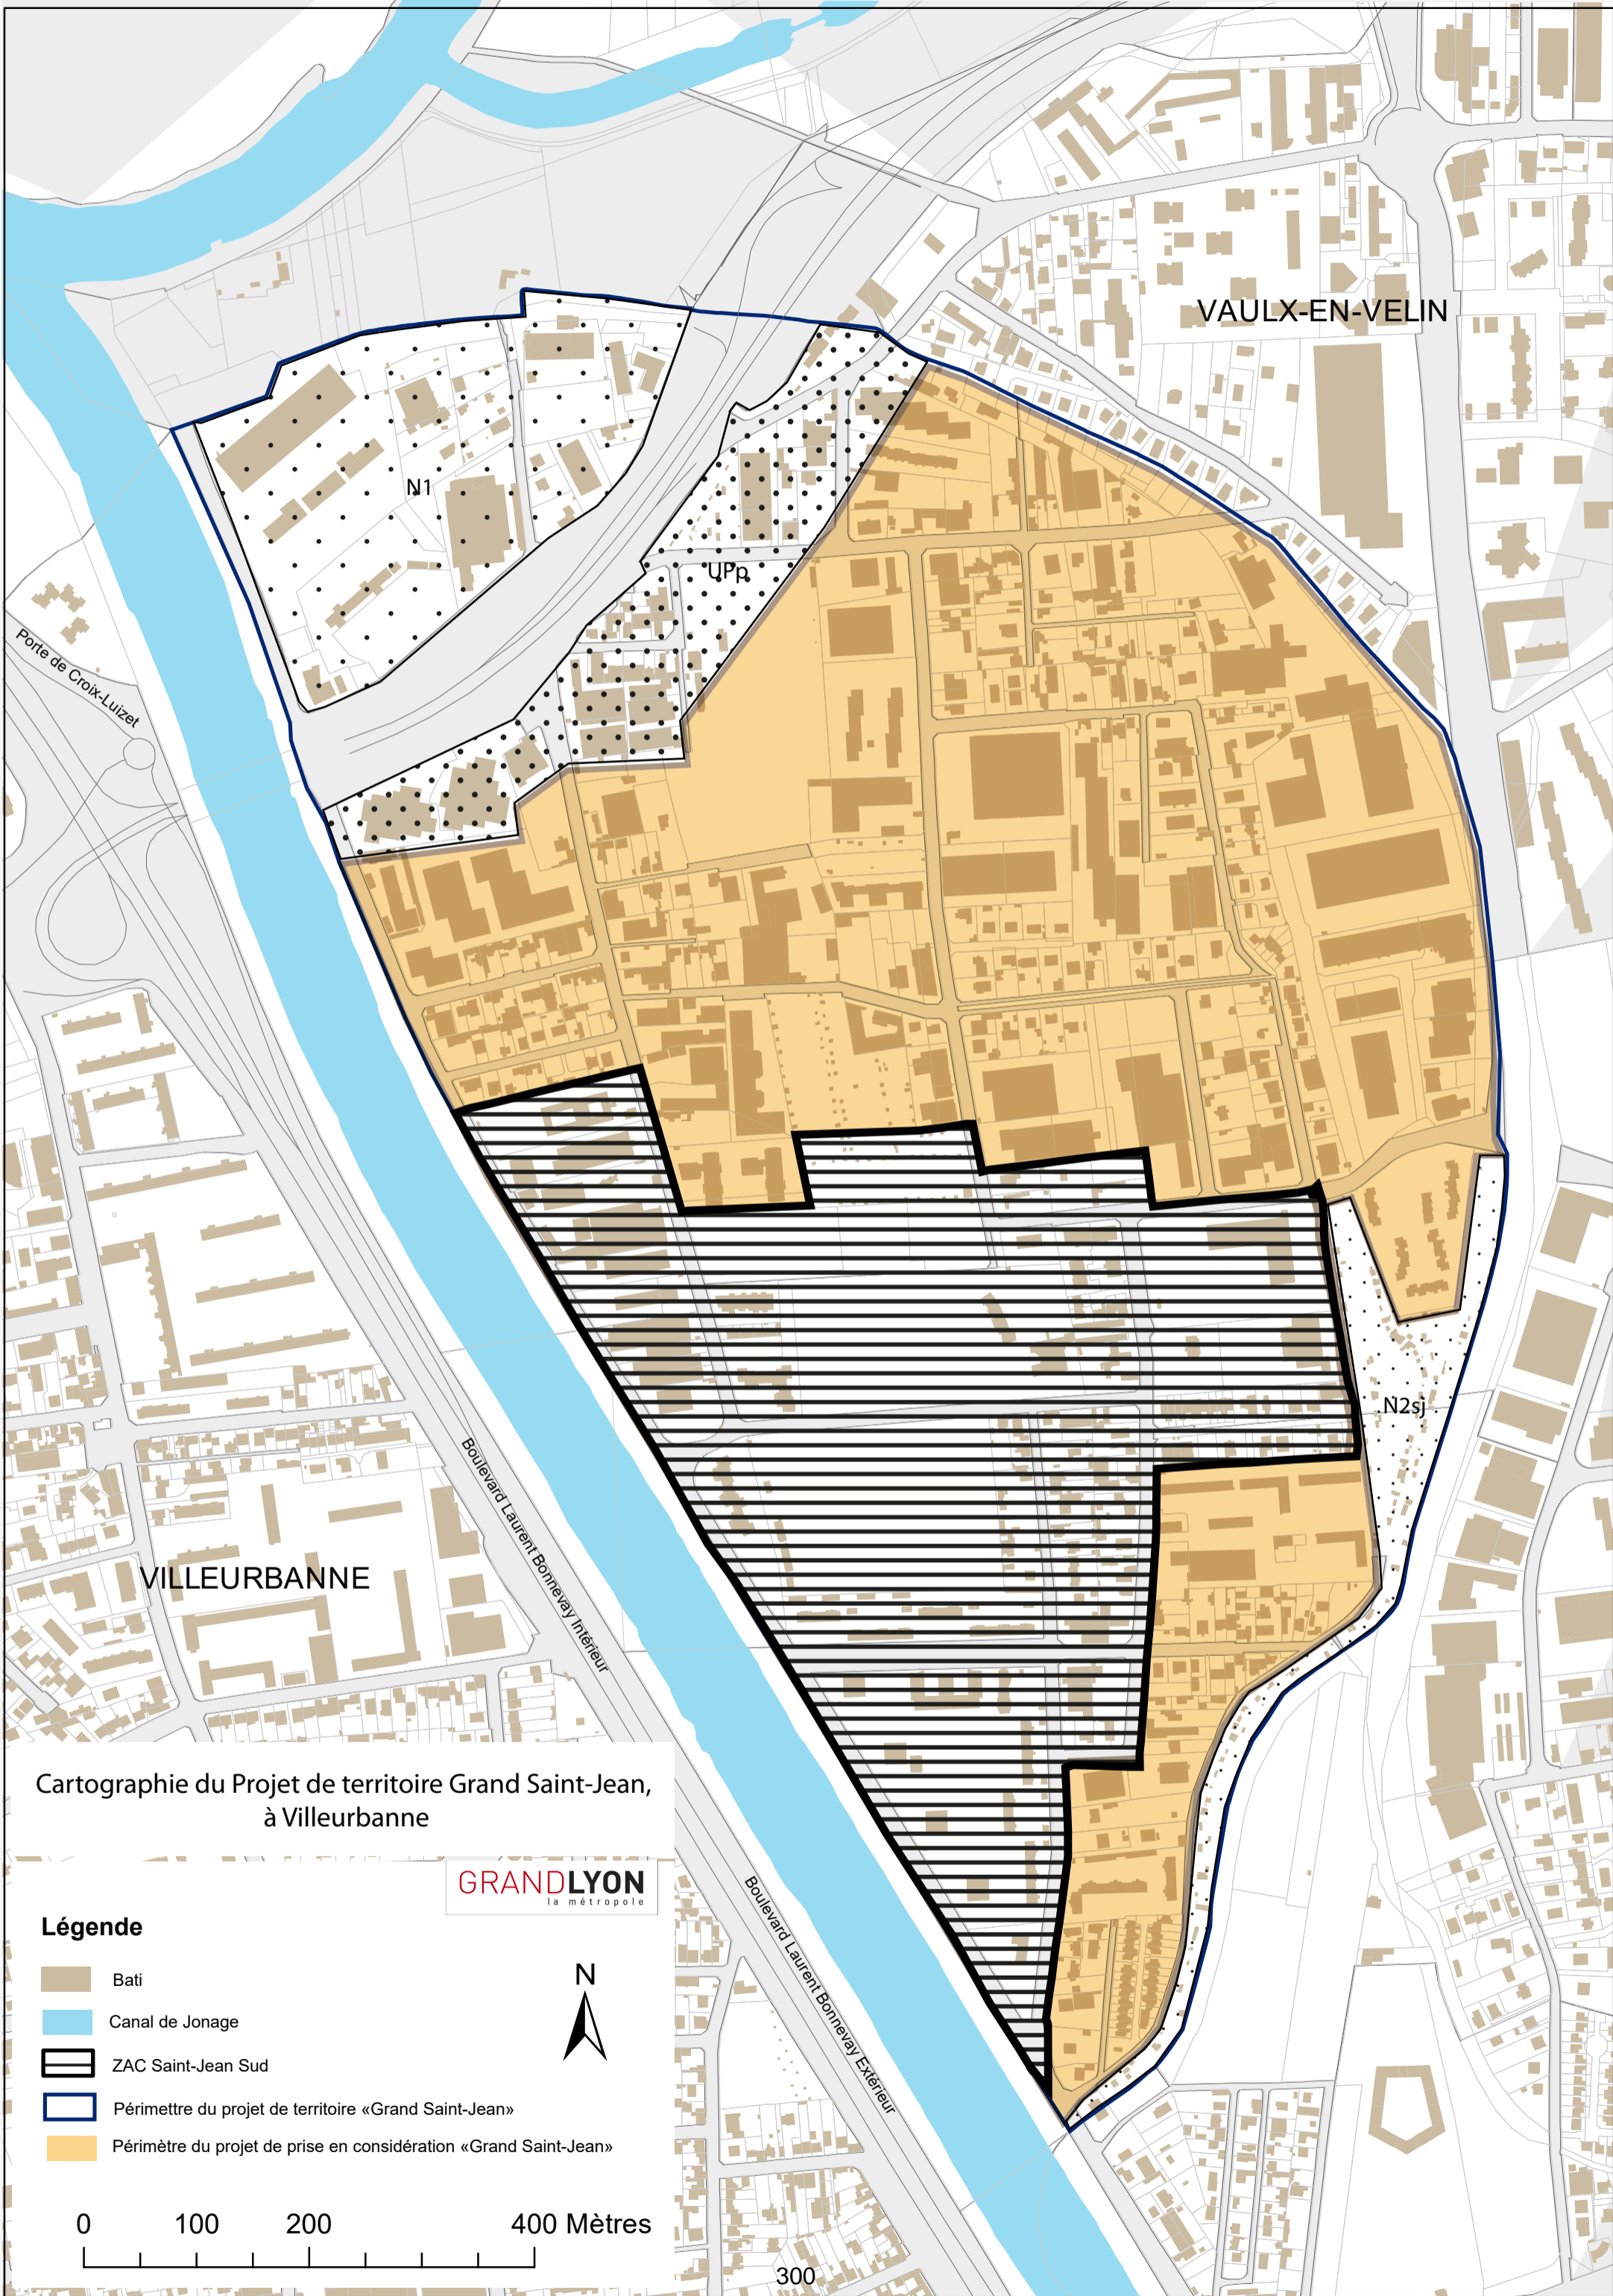 VAULX-EN-VELIN
N1
UPp
Porte de Croix-Luizet
N2sj
Boulevard Laurent Bonnevay Intérieur
VILLEURBANNE
Cartographie du Projet de territoire Grand Saint-Jean,
à Villeurbanne
GRANDLYON
la métropole
Boulevard Laurent Bonnevay Extérieur
Légende
N
Bati
Canal de Jonage
ZAC Saint-Jean Sud
Périmettre du projet de territoire «Grand Saint-Jean»
Périmètre du projet de prise en considération «Grand Saint-Jean»
0 100 200 400 Mètres
300